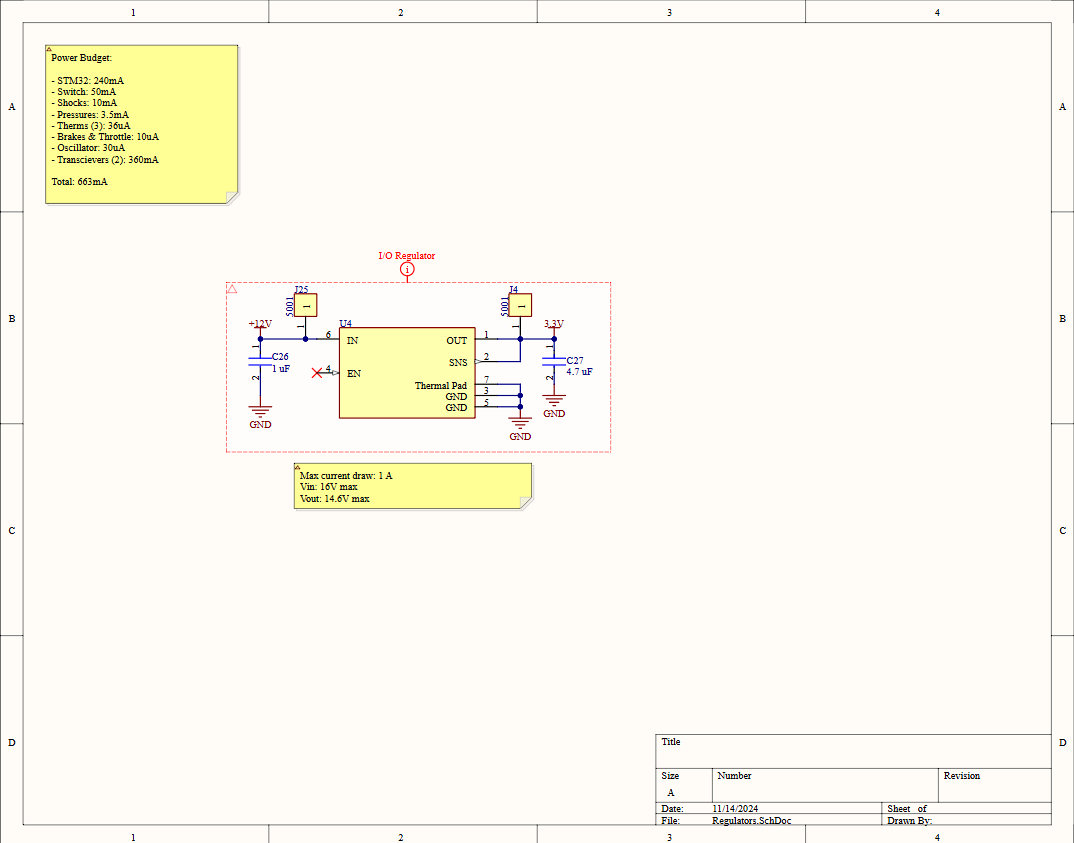 1 2 3 4
Power Budget:
- STM32: 240mA
- Switch: 50mA
- Shocks: 10mA
- Pressures: 3.5mA
- Therms (3): 36uA
- Brakes & Throttle: 10uA
- Oscillator: 30uA
- Transcievers (2): 360mA
Total: 663mA
A A
I/O Regulator
i
J25 J4
5001 1 5001 1
B B
+12V 1 U4 1 3.3V
6 IN OUT 1
1 C26 SNS 2 1 C27
2 1 uF 4 EN 2 4.7 uF
Thermal Pad 7
GND 3
GND 5
GND GND GND
Max current draw: 1 A
Vin: 16V max
Vout: 14.6V max
C C
D D
Title
Size Number Revision
A
Date: 11/14/2024 Sheet of
File: Regulators.SchDoc Drawn By:
1 2 3 4